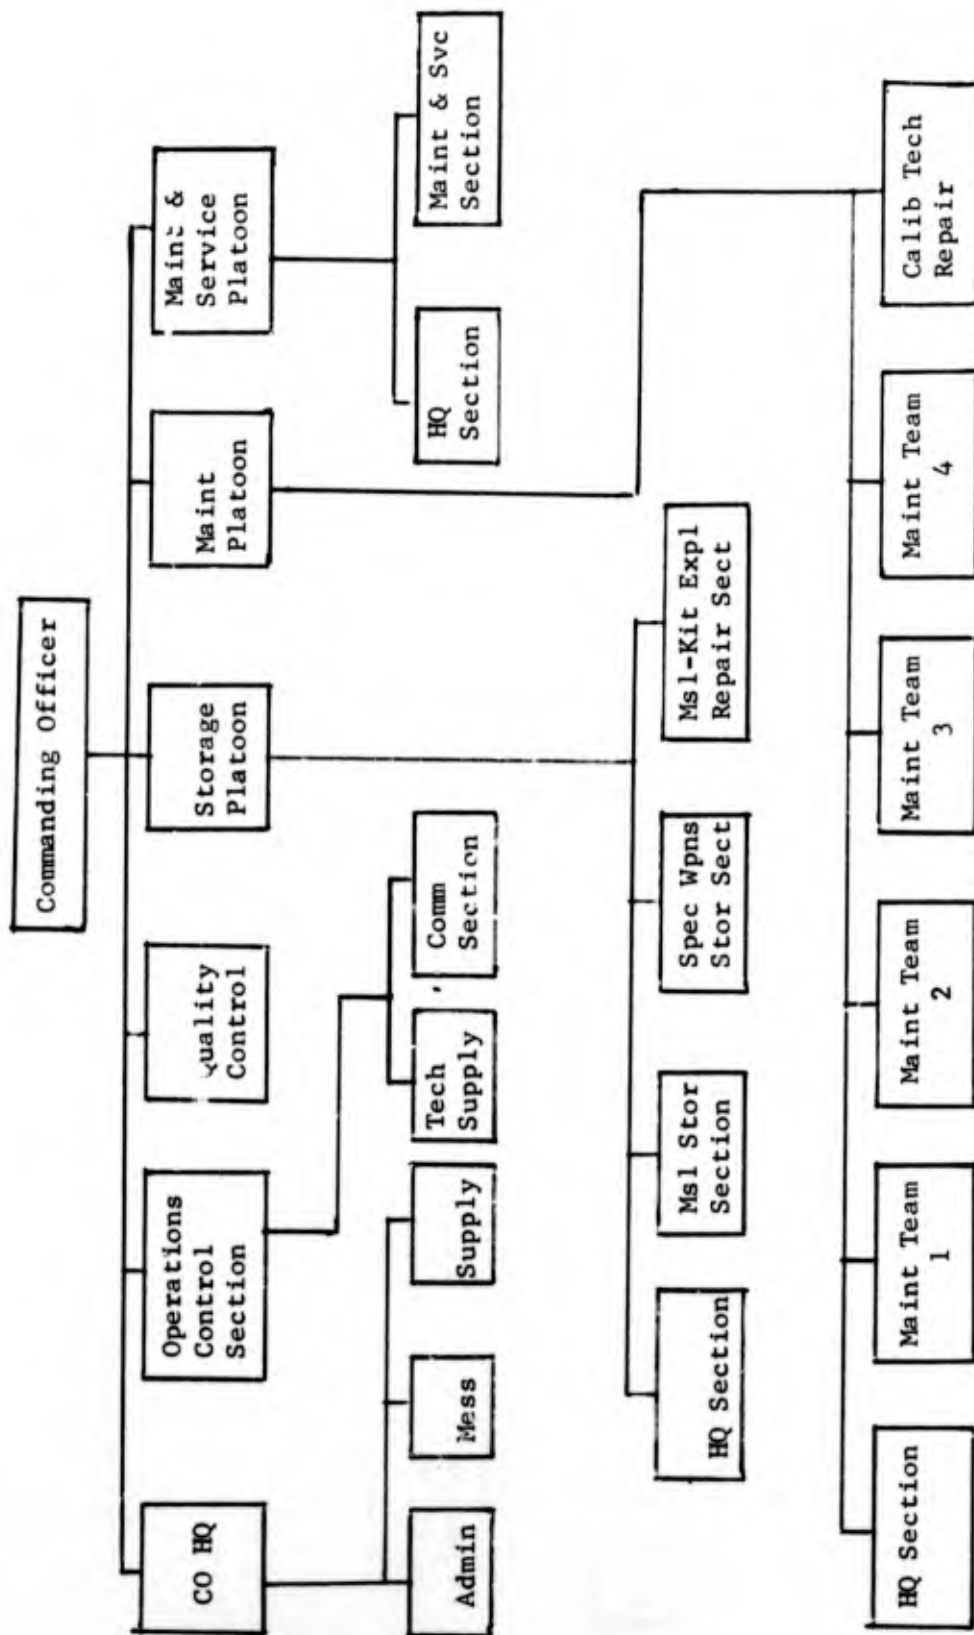 Commanding Officer
CO HQ
Operations
Control
Section
Quality
Control
Storage
Platoon
Maint
Platoon
Maint &
Service
Platoon
Admin
Mess
Supply
Tech
Supply
Comm
Section
HQ
Section
Maint & Svc
Section
HQ Section
Msl Stor
Section
Spec Wpns
Stor Sect
Msl-Kit Expl
Repair Sect
HQ Section
Maint Team
1
Maint Team
2
Maint Team
3
Maint Team
4
Calib Tech
Repair